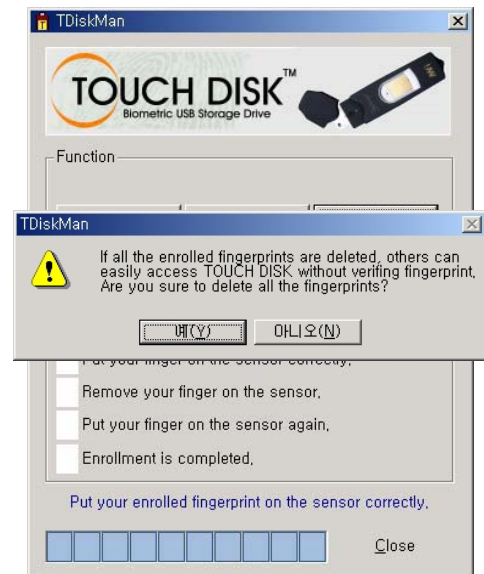 TDiskMan
TOUCH DISK™
Biometric USB Storage Drive
Function
TDiskMan
If all the enrolled fingerprints are deleted, others can
easily access TOUCH DISK without verifing fingerprint,
Are you sure to delete all the fingerprints?
예(Y) 아니오(N)
Put your finger on the sensor correctly,
Remove your finger on the sensor,
Put your finger on the sensor again,
Enrollment is completed,
Put your enrolled fingerprint on the sensor correctly,
Close